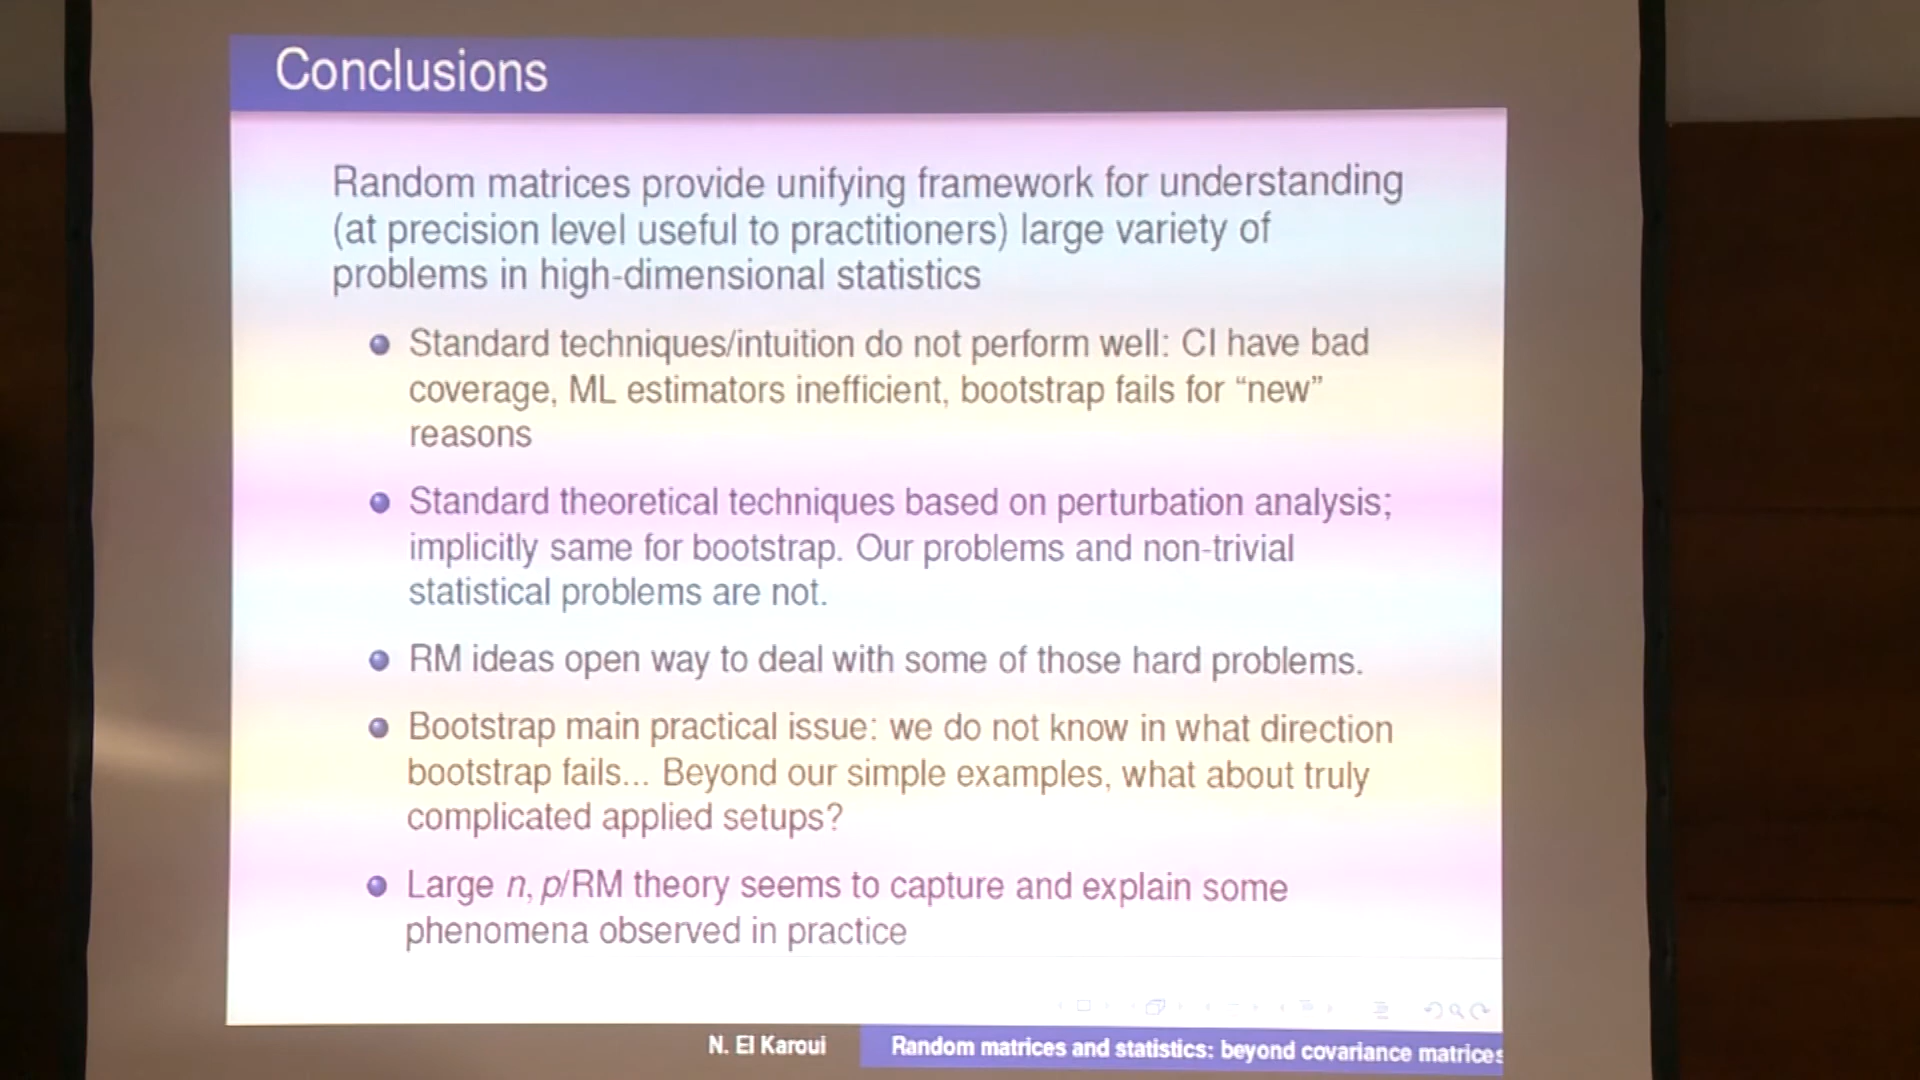 Conclusions
Random matrices provide unifying framework for understanding
(at precision level useful to practitioners) large variety of
problems in high-dimensional statistics
Standard techniques/intuition do not perform well: CI have bad
coverage, ML estimators inefficient, bootstrap fails for “new”
reasons
Standard theoretical techniques based on perturbation analysis;
implicitly same for bootstrap. Our problems and non-trivial
statistical problems are not.
RM ideas open way to deal with some of those hard problems.
Bootstrap main practical issue: we do not know in what direction
bootstrap fails... Beyond our simple examples, what about truly
complicated applied setups?
Large n, p/RM theory seems to capture and explain some
phenomena observed in practice
N. El Karoui
Random matrices and statistics: beyond covariance matrices